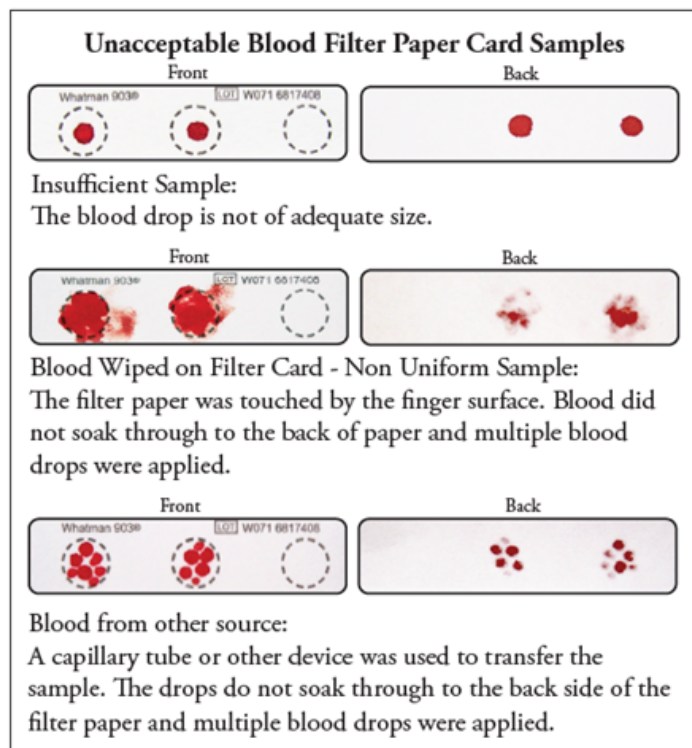 Unacceptable Blood Filter Paper Card Samples
Front
Back
Whatman 903® LOT W071 6817408
Insufficient Sample:
The blood drop is not of adequate size.
Front
Back
Whatman 903® LOT W071 6817408
Blood Wiped on Filter Card - Non Uniform Sample:
The filter paper was touched by the finger surface. Blood did
not soak through to the back of paper and multiple blood
drops were applied.
Front
Back
Whatman 903® LOT W071 6817408
Blood from other source:
A capillary tube or other device was used to transfer the
sample. The drops do not soak through to the back side of the
filter paper and multiple blood drops were applied.